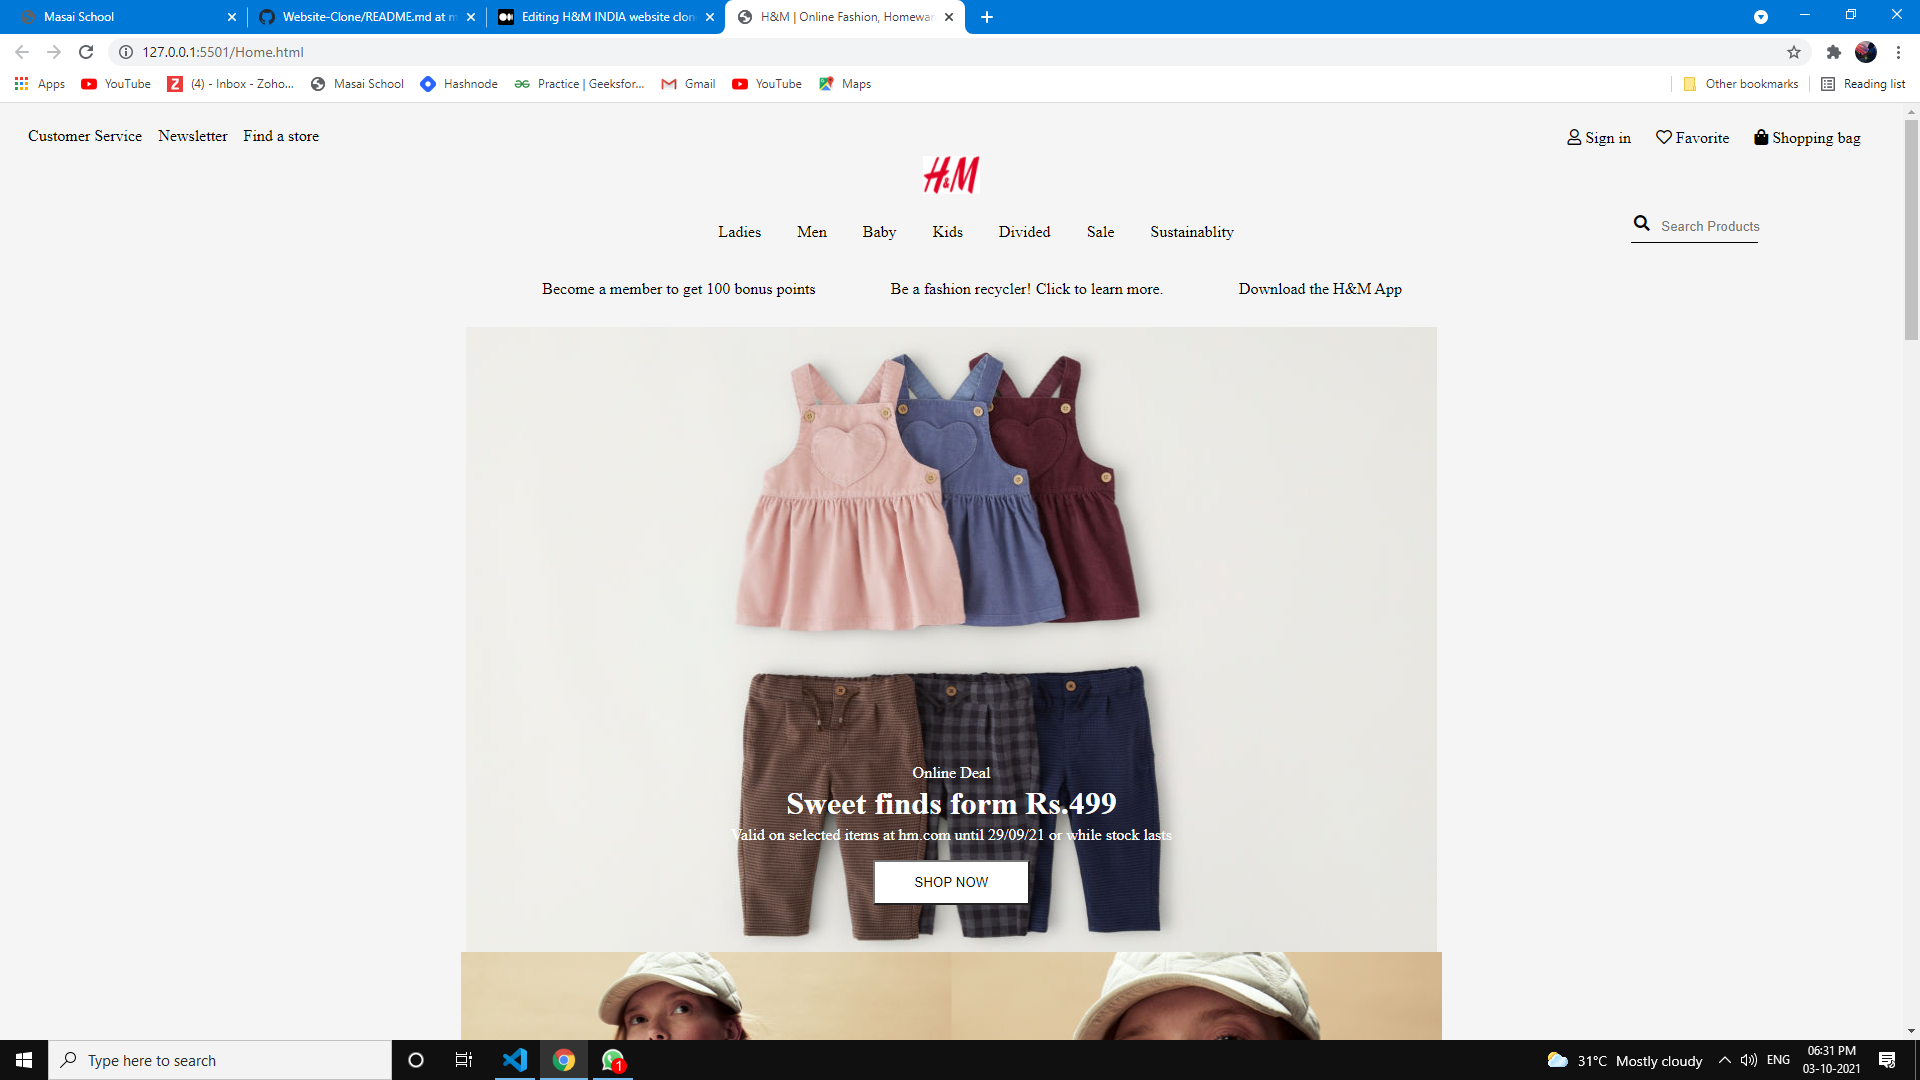 Masai School
Website-Clone/README.md at m
Editing H&M INDIA website clon
H&M | Online Fashion, Homewar
127.0.0.1:5501/Home.html
Apps
YouTube
(4) - Inbox - Zoho...
Masai School
Hashnode
Practice | Geeksfor...
Gmail
YouTube
Maps
Other bookmarks
Reading list
Customer Service Newsletter Find a store
Sign in Favorite Shopping bag
H&M
Ladies Men Baby Kids Divided Sale Sustainablity
Search Products
Become a member to get 100 bonus points Be a fashion recycler! Click to learn more. Download the H&M App
Online Deal
Sweet finds form Rs.499
Valid on selected items at hm.com until 29/09/21 or while stock lasts
SHOP NOW
Type here to search
1
31°C Mostly cloudy
ENG
06:31 PM
03-10-2021